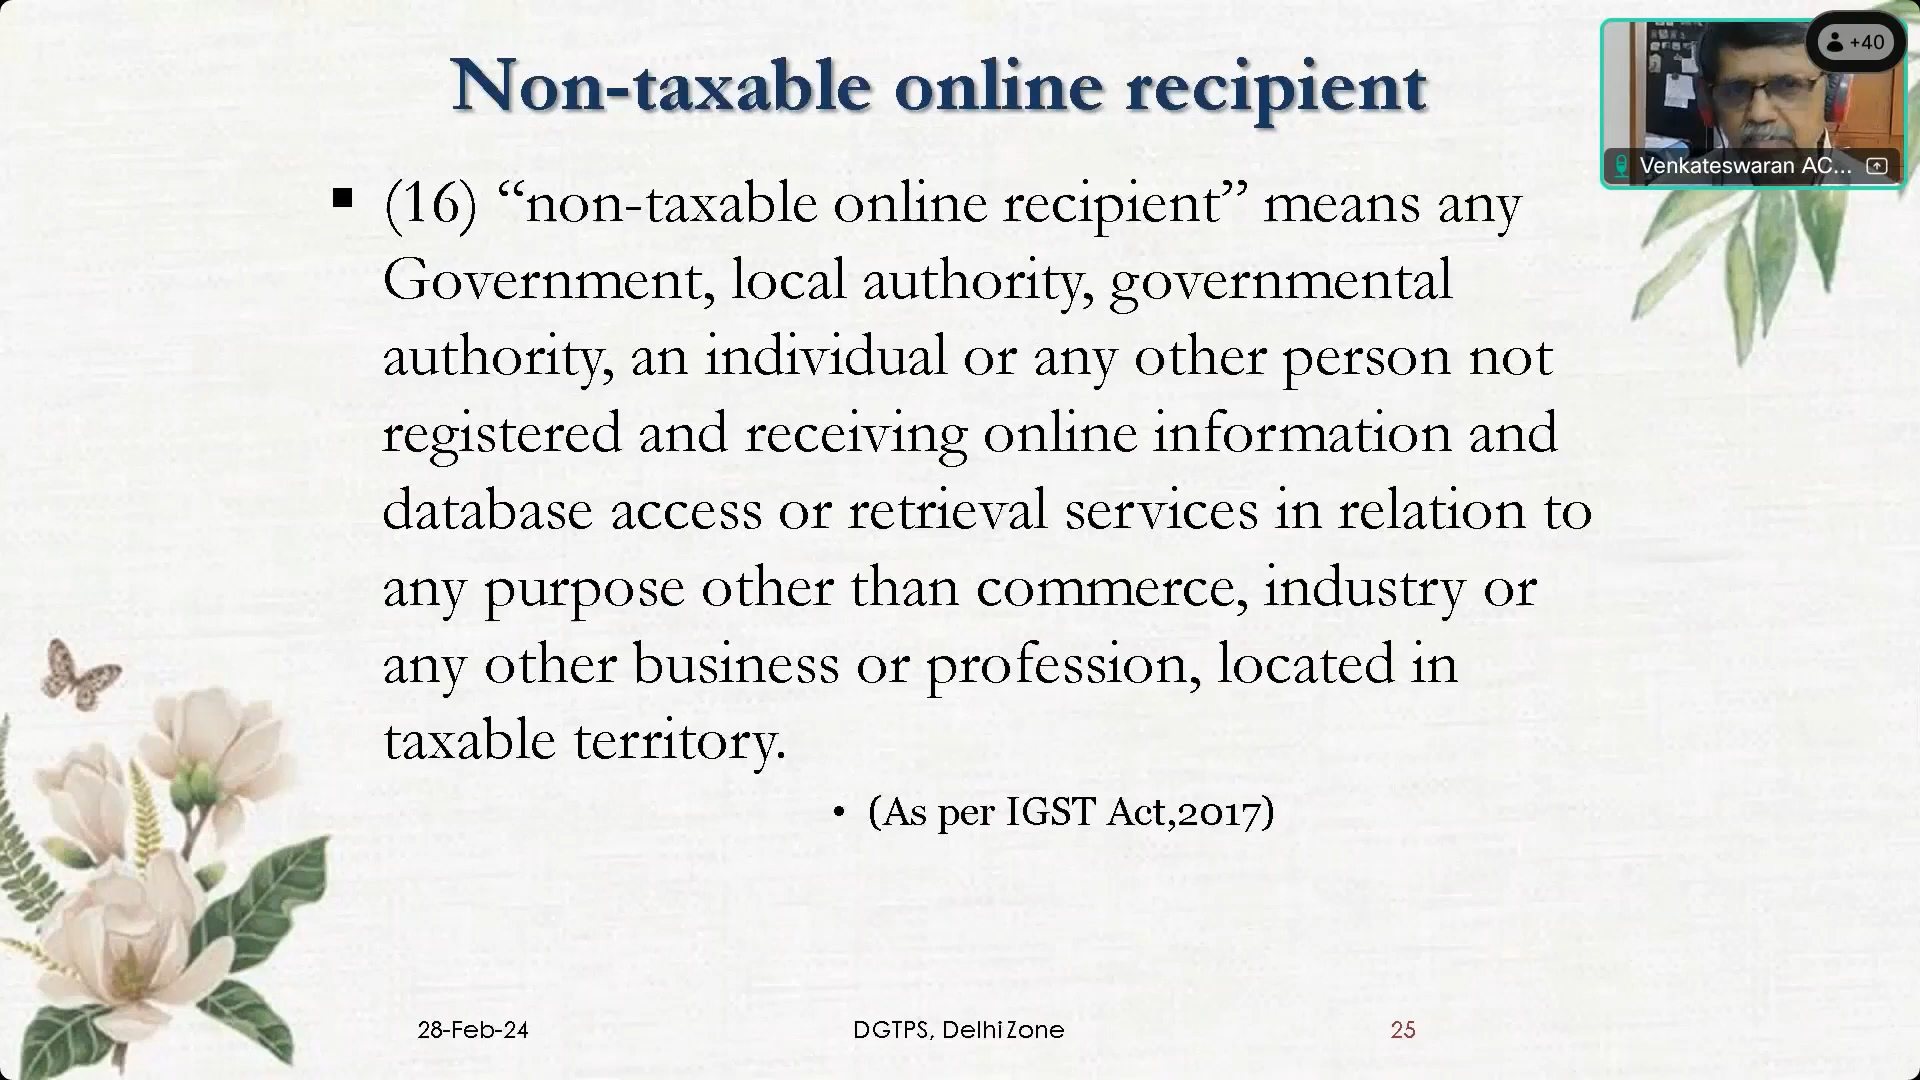 Non-taxable online recipient
+40
Venkateswaran AC...
▪ (16) “non-taxable online recipient” means any
Government, local authority, governmental
authority, an individual or any other person not
registered and receiving online information and
database access or retrieval services in relation to
any purpose other than commerce, industry or
any other business or profession, located in
taxable territory.
• (As per IGST Act,2017)
28-Feb-24
DGTPS, Delhi Zone
25